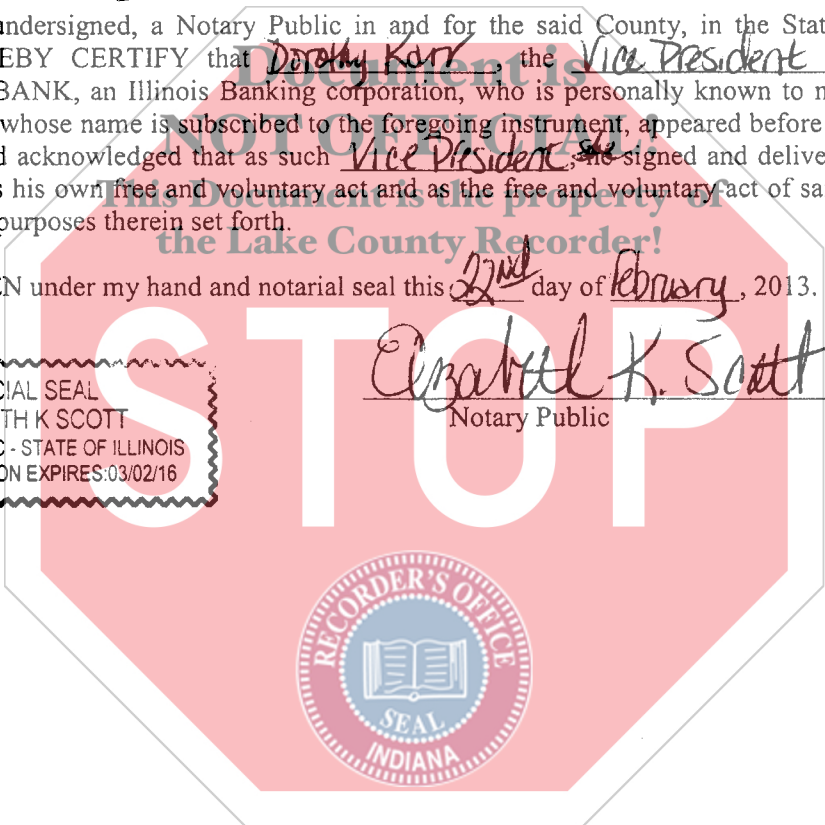 undersigned, a Notary Public in and for the said County, in the Stat
EBY CERTIFY that Dorothy Karr, the Vice President
BANK, an Illinois Banking corporation, who is personally known to m
whose name is subscribed to the foregoing instrument, appeared before
d acknowledged that as such Vice President, she signed and delive
s his own free and voluntary act and as the free and voluntary act of sa
purposes therein set forth.
Document is
NOT OFFICIAL!
This Document is the property of
the Lake County Recorder!
EN under my hand and notarial seal this 22nd day of February, 2013.
Elizabeth K. Scott
Notary Public
CIAL SEAL
TH K SCOTT
C - STATE OF ILLINOIS
ON EXPIRES:03/02/16
STOP
RECORDER'S OFFICE
SEAL
INDIANA